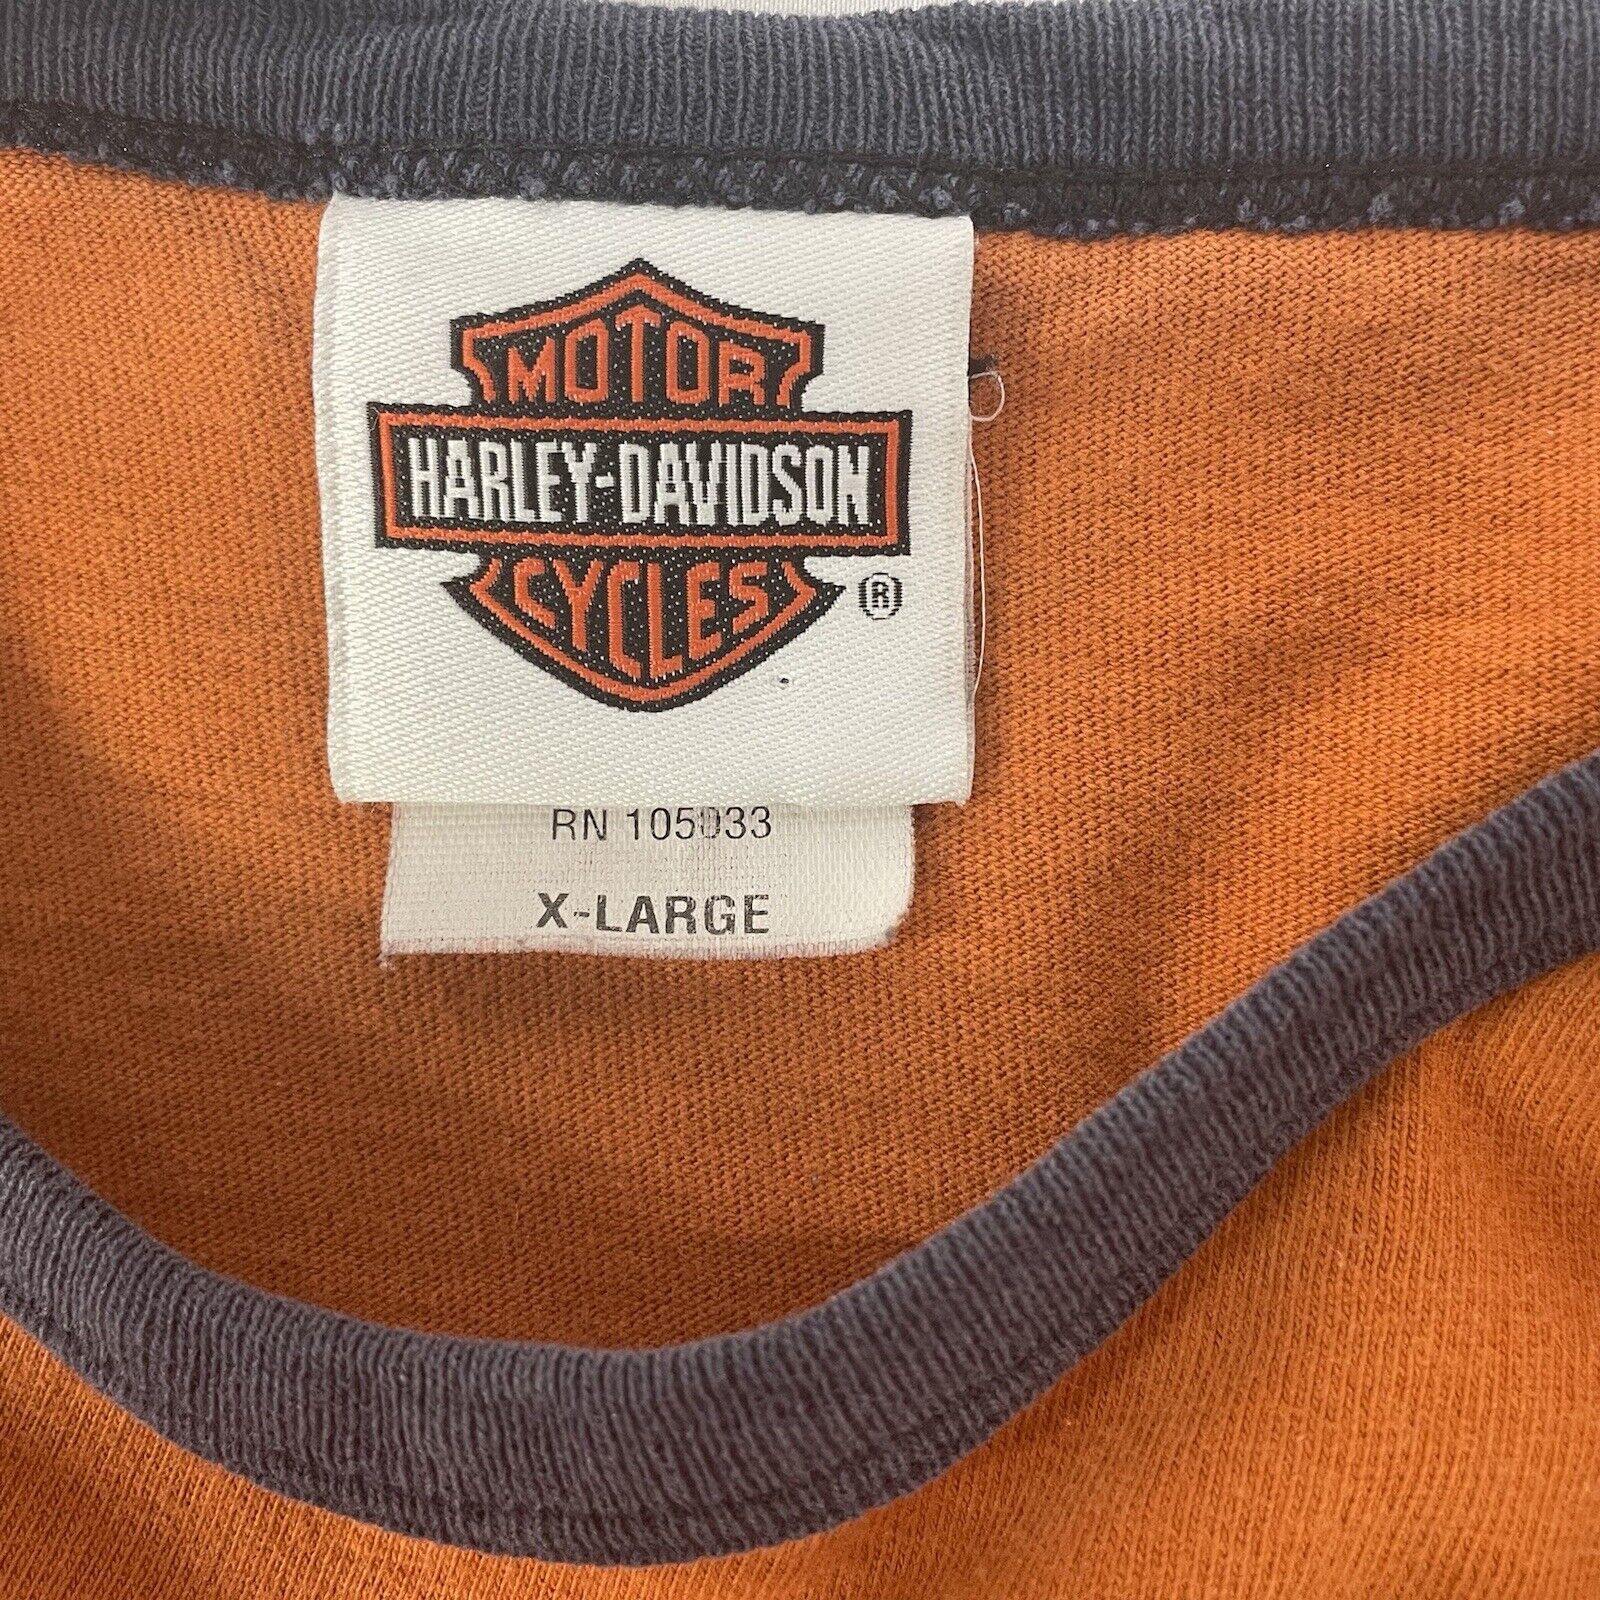 MOTOR
HARLEY-DAVIDSON
CYCLES
®
RN 105033
X-LARGE